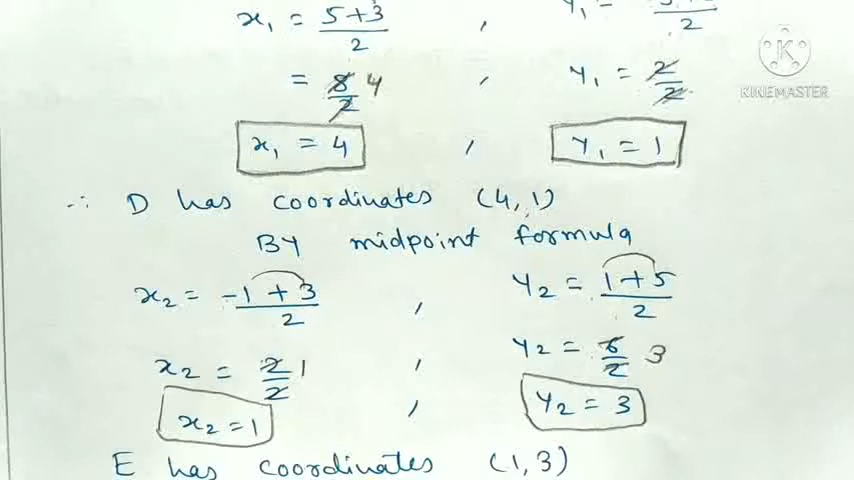 x₁ = 5+3/2 ,
= 8/2 4 , y₁ = 2/2
K
KINEMASTER
x₁ = 4 , y₁ = 1
∴ D has coordinates (4,1)
BY midpoint formula
x₂ = -1+3/2 , y₂ = 1+5/2
x₂ = 2/2 1 , y₂ = 6/2 3
x₂ = 1 , y₂ = 3
E has coordinates (1,3)